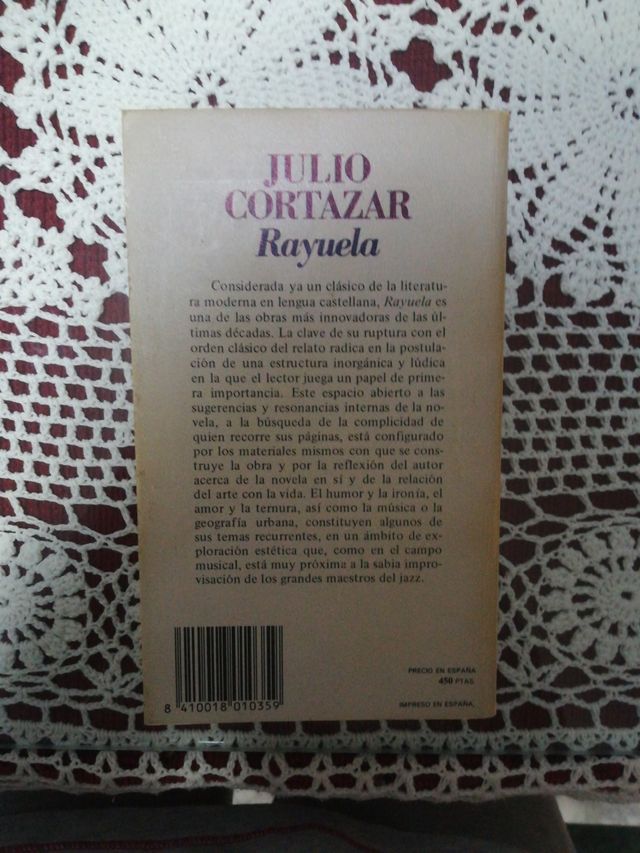 JULIO
CORTAZAR
Rayuela
Considerada ya un clásico de la literatu-
ra moderna en lengua castellana, Rayuela es
una de las obras más innovadoras de las úl-
timas décadas. La clave de su ruptura con el
orden clásico del relato radica en la postula-
ción de una estructura inorgánica y lúdica
en la que el lector juega un papel de prime-
ra importancia. Este espacio abierto a las
sugerencias y resonancias internas de la no-
vela, a la búsqueda de la complicidad de
quien recorre sus páginas, está configurado
por los materiales mismos con que se cons-
truye la obra y por la reflexión del autor
acerca de la novela en sí y de la relación
del arte con la vida. El humor y la ironía, el
amor y la ternura, así como la música o la
geografía urbana, constituyen algunos de
sus temas recurrentes, en un ámbito de ex-
ploración estética que, como en el campo
musical, está muy próxima a la sabia impro-
visación de los grandes maestros del jazz.
PRECIO EN ESPAÑA
450 PTAS.
IMPRESO EN ESPAÑA.
8 410018 010359